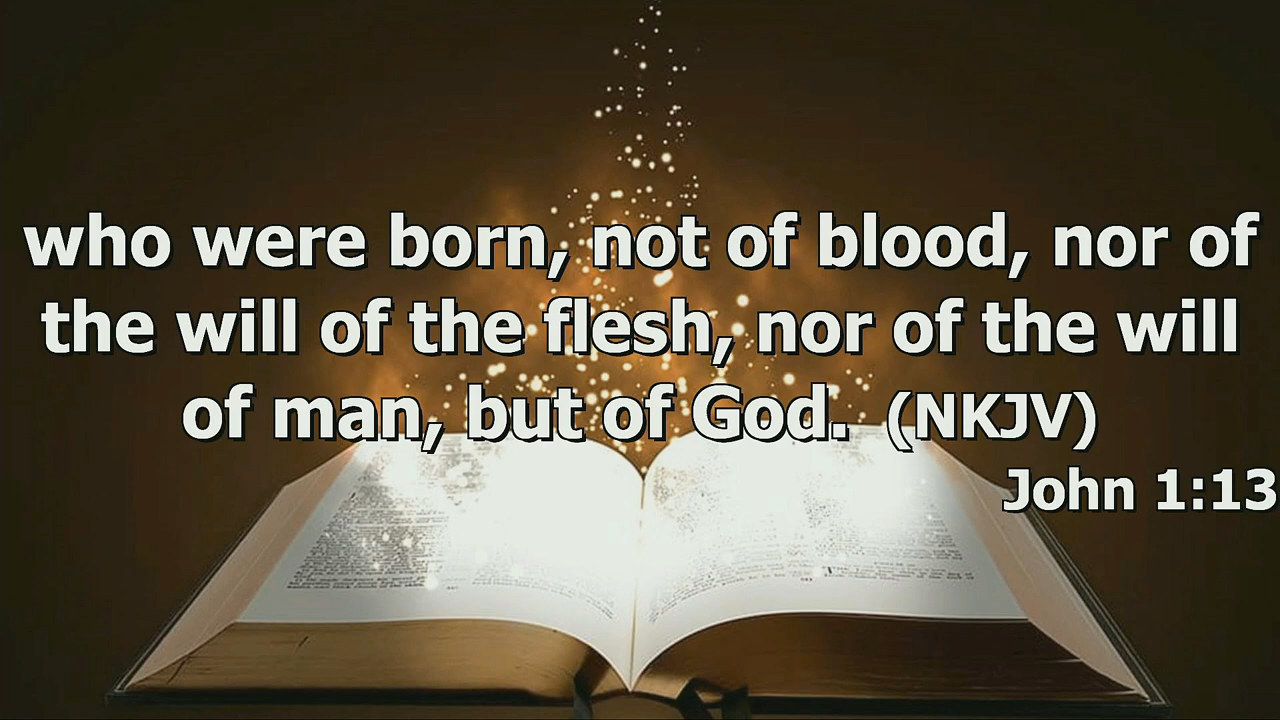 who were born, not of blood, nor of
the will of the flesh, nor of the will
of man, but of God. (NKJV)
John 1:13